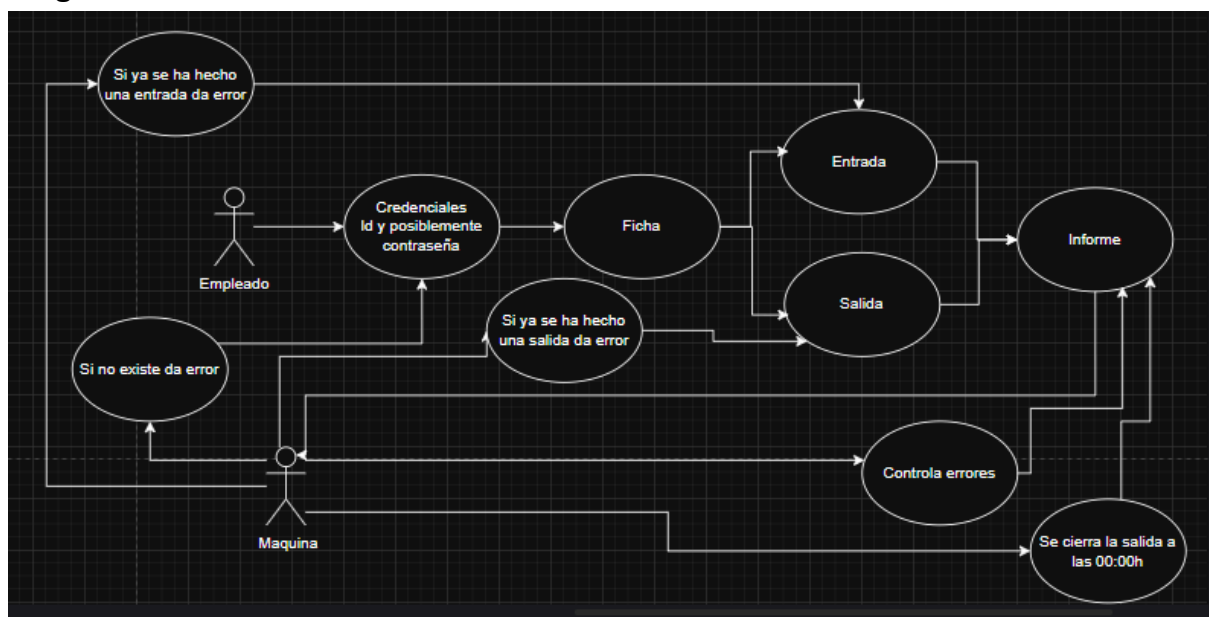 Si ya se ha hecho
una entrada da error
Entrada
Credenciales
Id y posiblemente
contraseña
Ficha
Informe
Empleado
Salida
Si ya se ha hecho
una salida da error
Si no existe da error
Controla errores
Maquina
Se cierra la salida a
las 00:00h